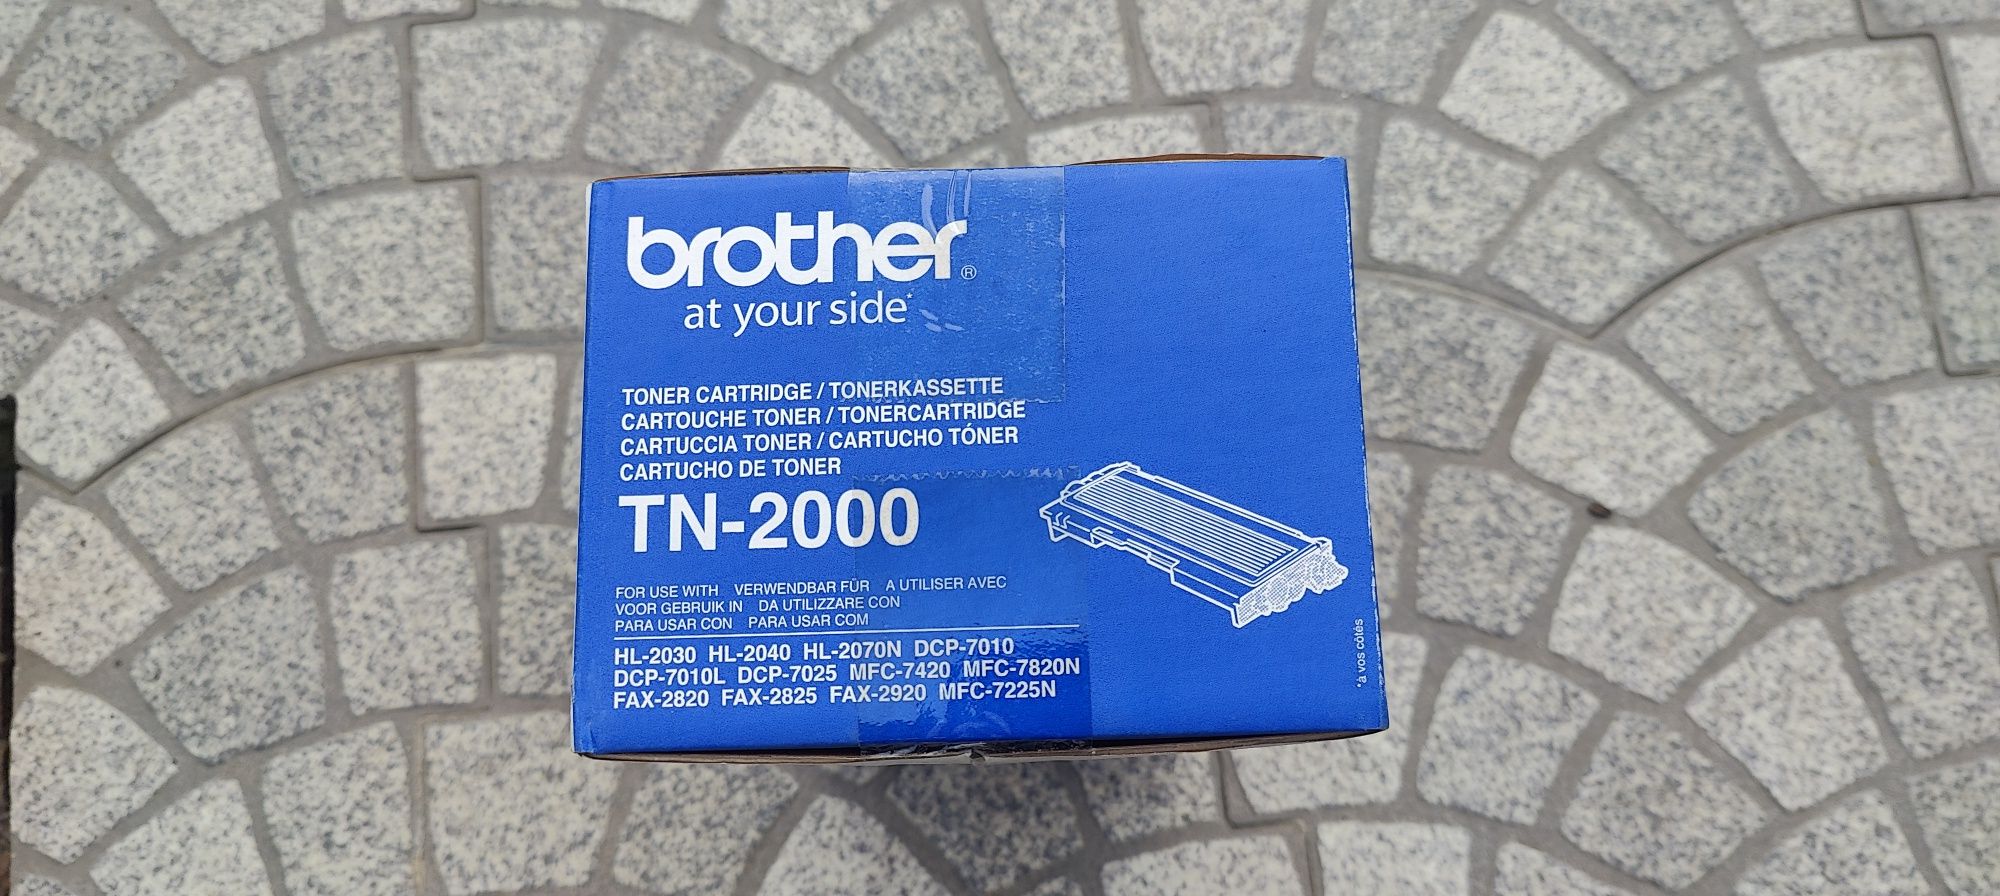 brother®
at your side*
TONER CARTRIDGE / TONERKASSETTE
CARTOUCHE TONER / TONERCARTRIDGE
CARTUCCIA TONER / CARTUCHO TÓNER
CARTUCHO DE TONER
TN-2000
FOR USE WITH VERWENDBAR FÜR A UTILISER AVEC
VOOR GEBRUIK IN DA UTILIZZARE CON
PARA USAR CON PARA USAR COM
HL-2030 HL-2040 HL-2070N DCP-7010
DCP-7010L DCP-7025 MFC-7420 MFC-7820N
FAX-2820 FAX-2825 FAX-2920 MFC-7225N
*à vos côtés